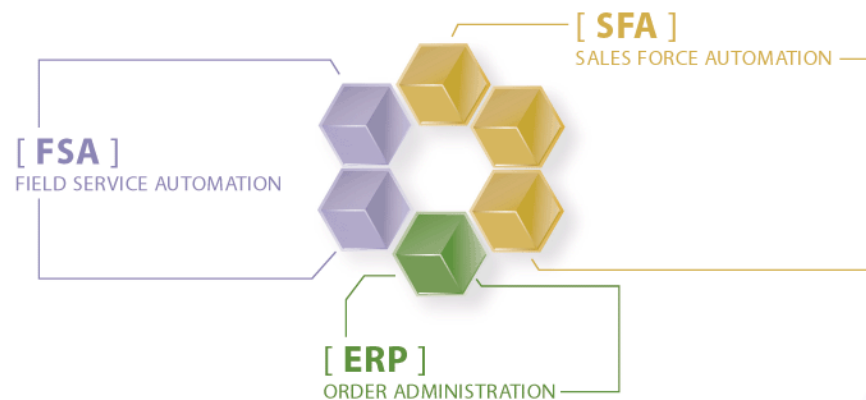 [ SFA ]
SALES FORCE AUTOMATION
[ FSA ]
FIELD SERVICE AUTOMATION
[ ERP ]
ORDER ADMINISTRATION